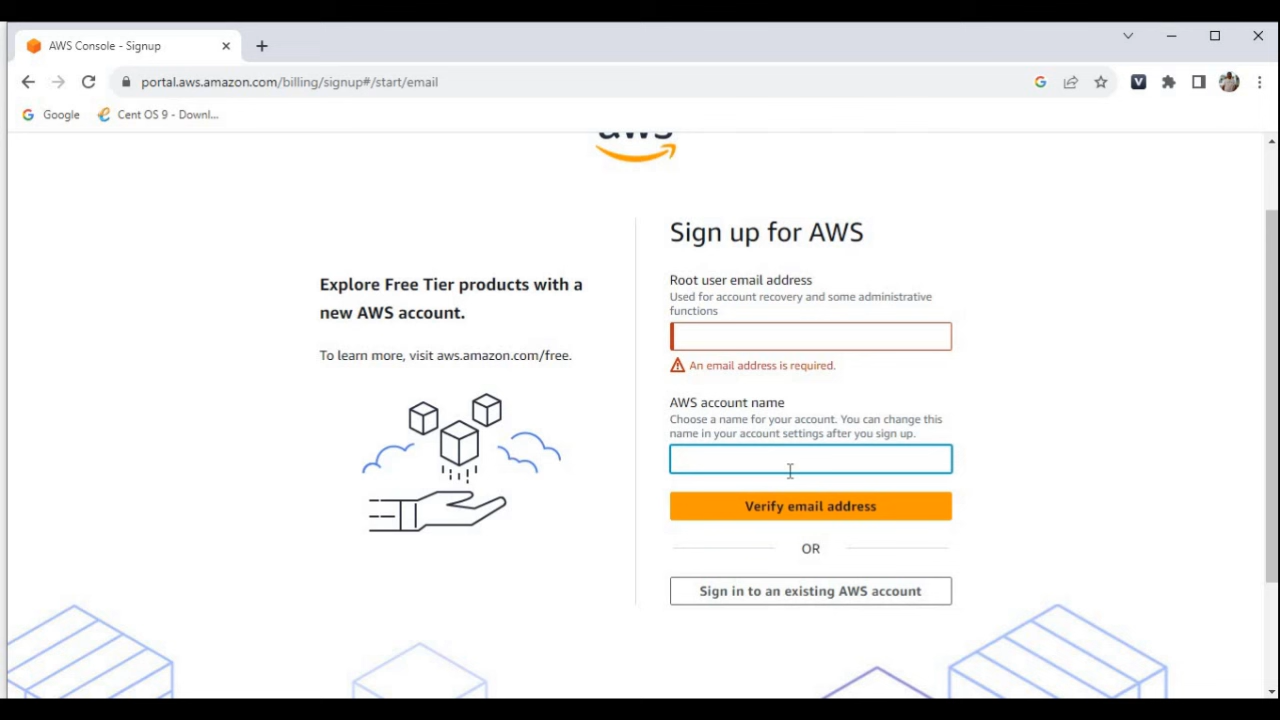 AWS Console - Signup
portal.aws.amazon.com/billing/signup#/start/email
Google
Cent OS 9 - Downl...
aws
Explore Free Tier products with a
new AWS account.
To learn more, visit aws.amazon.com/free.
Sign up for AWS
Root user email address
Used for account recovery and some administrative
functions
An email address is required.
AWS account name
Choose a name for your account. You can change this
name in your account settings after you sign up.
Verify email address
OR
Sign in to an existing AWS account